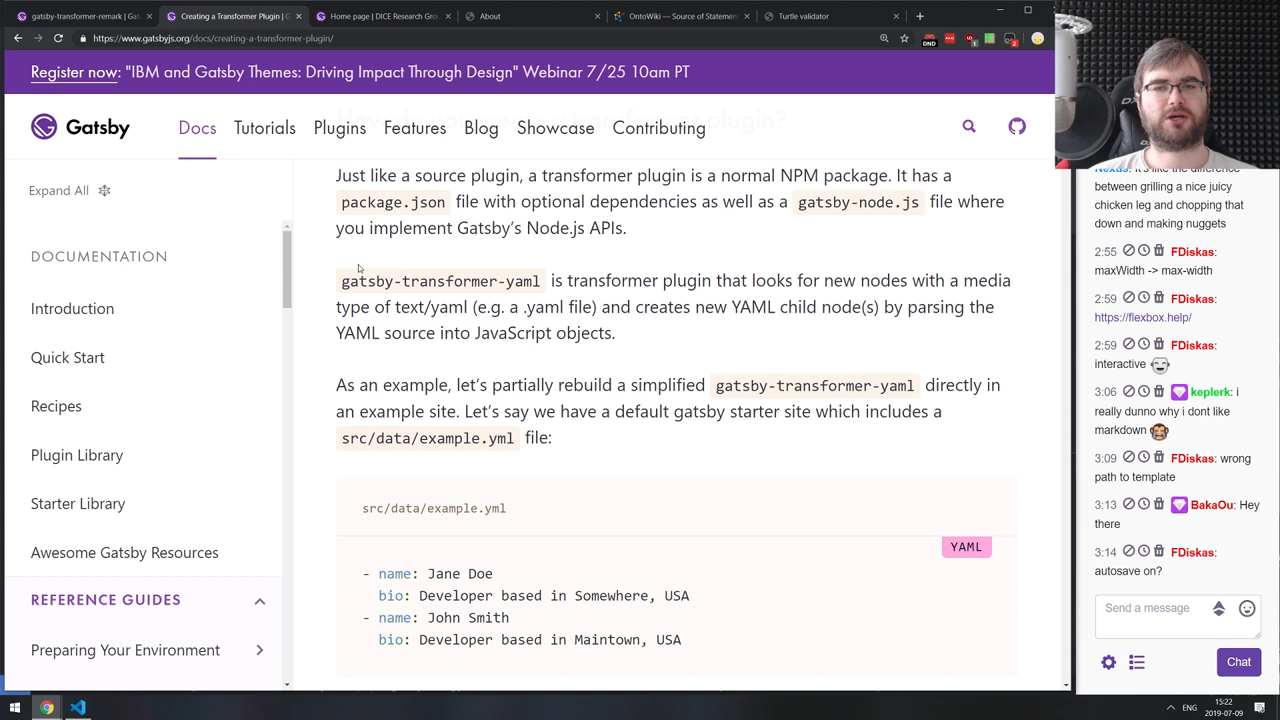 gatsby-transformer-remark | Gat
Creating a Transformer Plugin | G
Home page | DICE Research Grou
About
OntoWiki — Source of Statement
Turtle validator
https://www.gatsbyjs.org/docs/creating-a-transformer-plugin/
DND
1
2
Register now: "IBM and Gatsby Themes: Driving Impact Through Design" Webinar 7/25 10am PT
Gatsby
Docs
Tutorials
Plugins
Features
Blog
Showcase
Contributing
Expand All
DOCUMENTATION
Introduction
Quick Start
Recipes
Plugin Library
Starter Library
Awesome Gatsby Resources
REFERENCE GUIDES
Preparing Your Environment
Just like a source plugin, a transformer plugin is a normal NPM package. It has a
package.json file with optional dependencies as well as a gatsby-node.js file where
you implement Gatsby's Node.js APIs.
gatsby-transformer-yaml is transformer plugin that looks for new nodes with a media
type of text/yaml (e.g. a .yaml file) and creates new YAML child node(s) by parsing the
YAML source into JavaScript objects.
As an example, let's partially rebuild a simplified gatsby-transformer-yaml directly in
an example site. Let's say we have a default gatsby starter site which includes a
src/data/example.yml file:
src/data/example.yml
YAML
- name: Jane Doe
bio: Developer based in Somewhere, USA
- name: John Smith
bio: Developer based in Maintown, USA
Nexus: It's like the difference
between grilling a nice juicy
chicken leg and chopping that
down and making nuggets
2:55 FDiskas:
maxWidth -> max-width
2:59 FDiskas:
https://flexbox.help/
2:59 FDiskas:
interactive
3:06 keplerk: i
really dunno why i dont like
markdown
3:09 FDiskas: wrong
path to template
3:13 BakaOu: Hey
there
3:14 FDiskas:
autosave on?
Send a message
Chat
ENG
15:22
2019-07-09